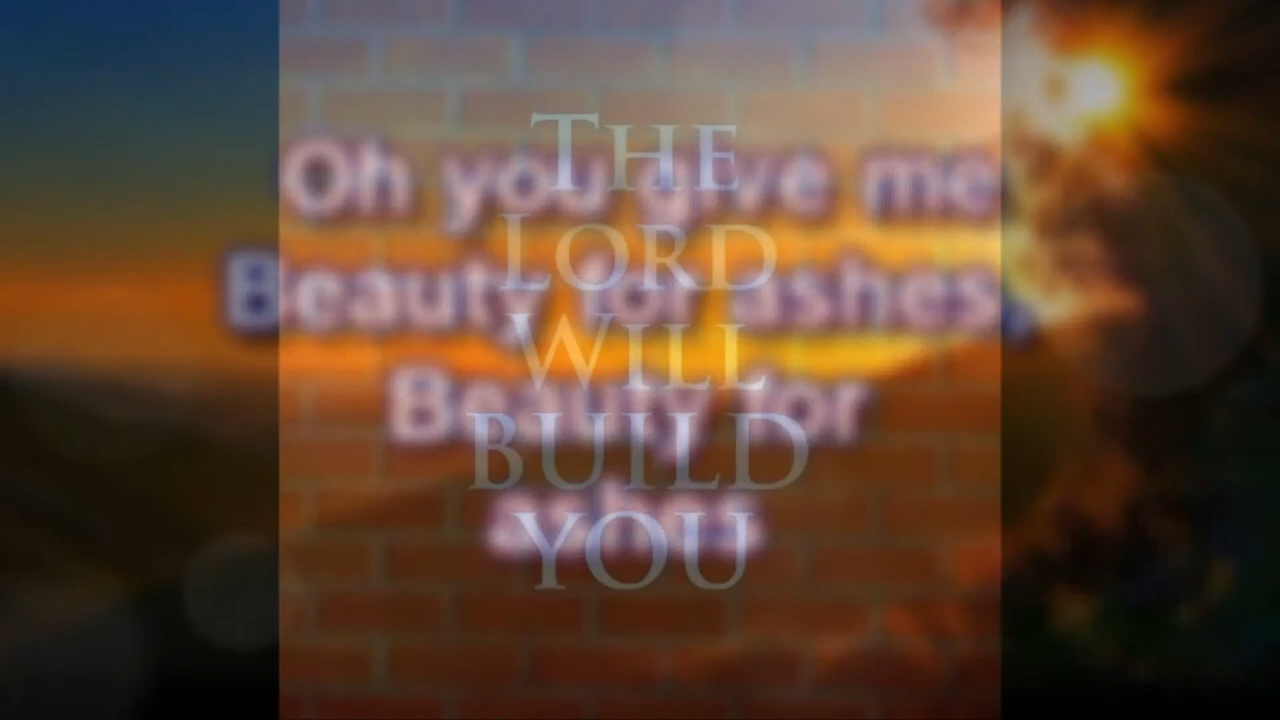 Oh you give me
Beauty for ashes,
Beauty for
ashes
THE
LORD
WILL
BUILD
YOU